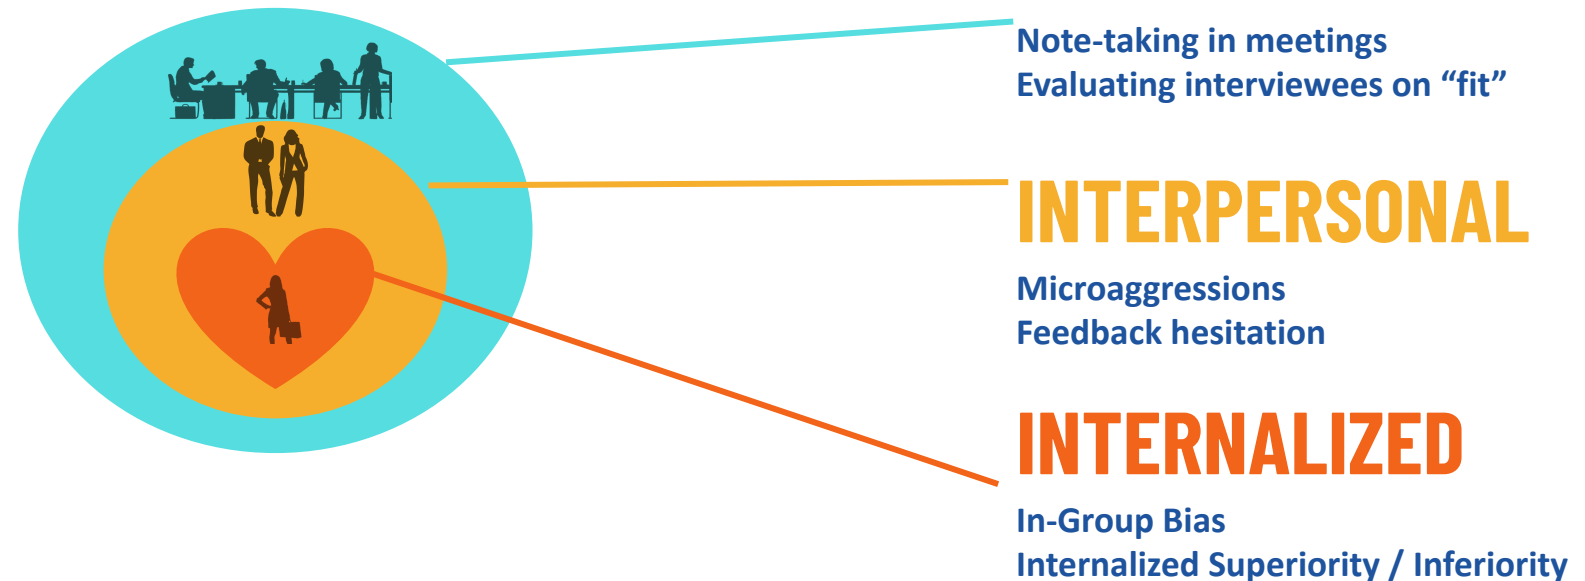 Note-taking in meetings
Evaluating interviewees on “fit”
INTERPERSONAL
Microaggressions
Feedback hesitation
INTERNALIZED
In-Group Bias
Internalized Superiority / Inferiority